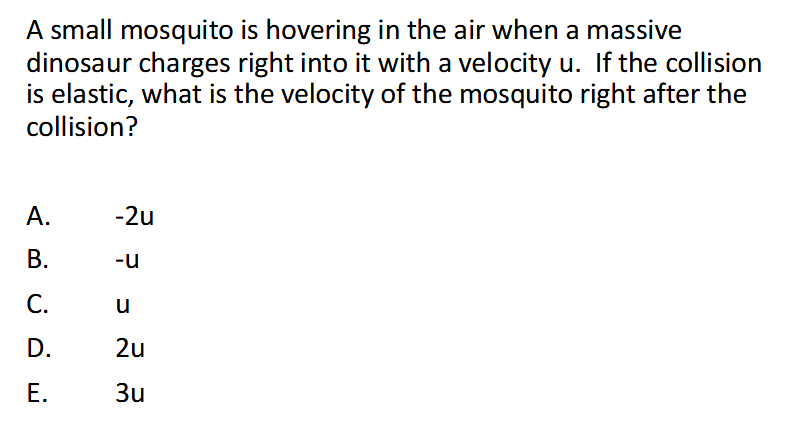 A small mosquito is hovering in the air when a massive
dinosaur charges right into it with a velocity u.  If the collision
is elastic, what is the velocity of the mosquito right after the
collision?
A. -2u
B. -u
C. u
D. 2u
E. 3u